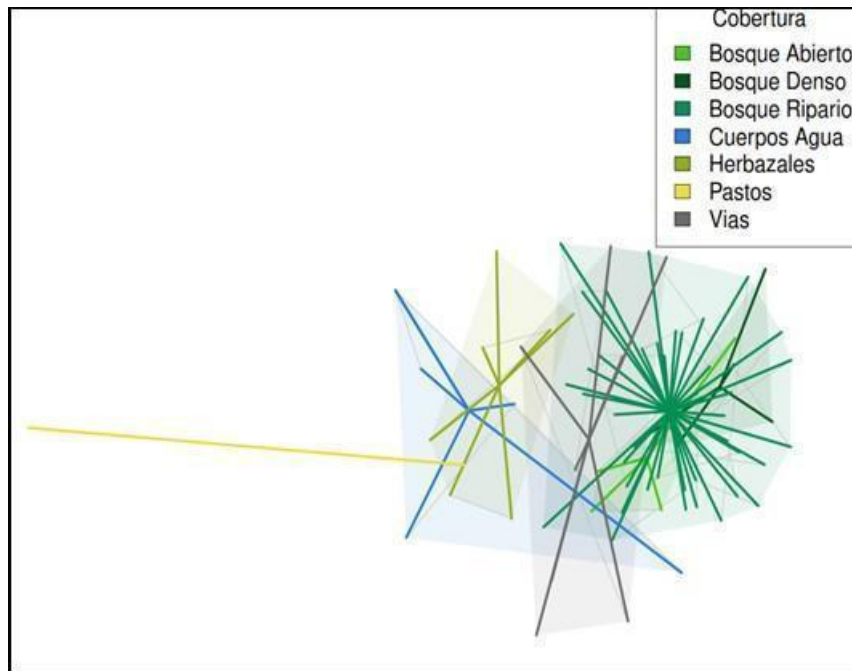 Cobertura
Bosque Abierto
Bosque Denso
Bosque Ripario
Cuerpos Agua
Herbazales
Pastos
Vias